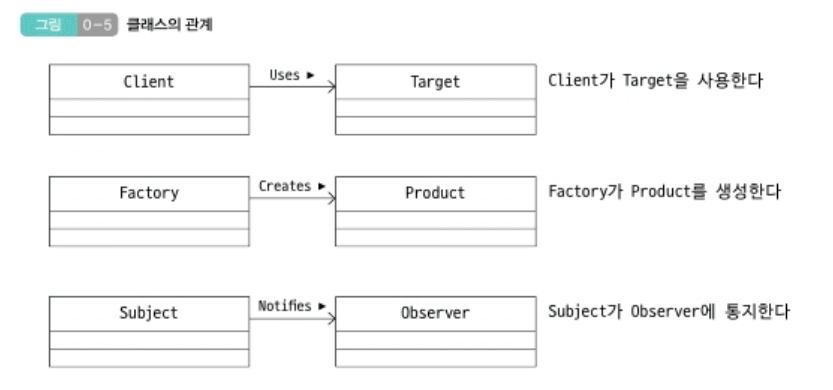 그림 0-5 클래스의 관계
Client Uses ► Target Client가 Target을 사용한다
Factory Creates ► Product Factory가 Product를 생성한다
Subject Notifies ► Observer Subject가 Observer에 통지한다